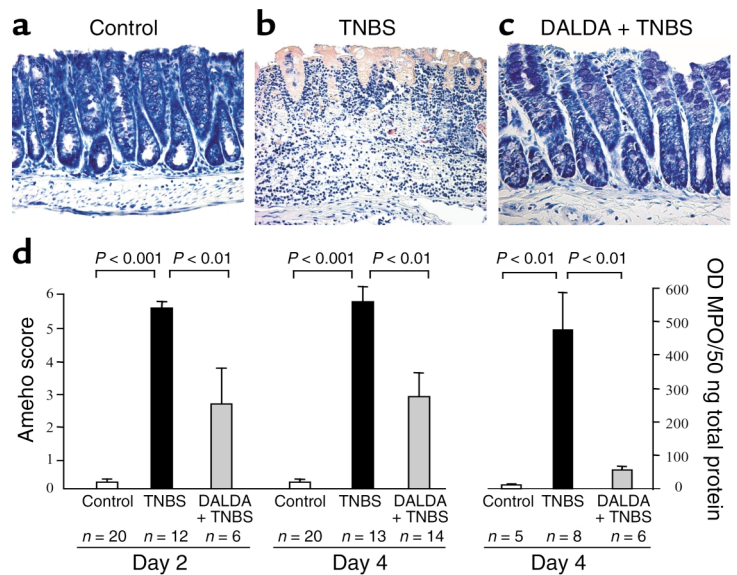 a Control
b TNBS
c DALDA + TNBS
d
P < 0.001 P < 0.01
P < 0.001 P < 0.01
P < 0.01 P < 0.01
Ameho score
6
5
4
3
2
1
0
OD MPO/50 ng total protein
600
500
400
300
200
100
0
Control TNBS DALDA
+ TNBS
n = 20 n = 12 n = 6
Day 2
Control TNBS DALDA
+ TNBS
n = 20 n = 13 n = 14
Day 4
Control TNBS DALDA
+ TNBS
n = 5 n = 8 n = 6
Day 4